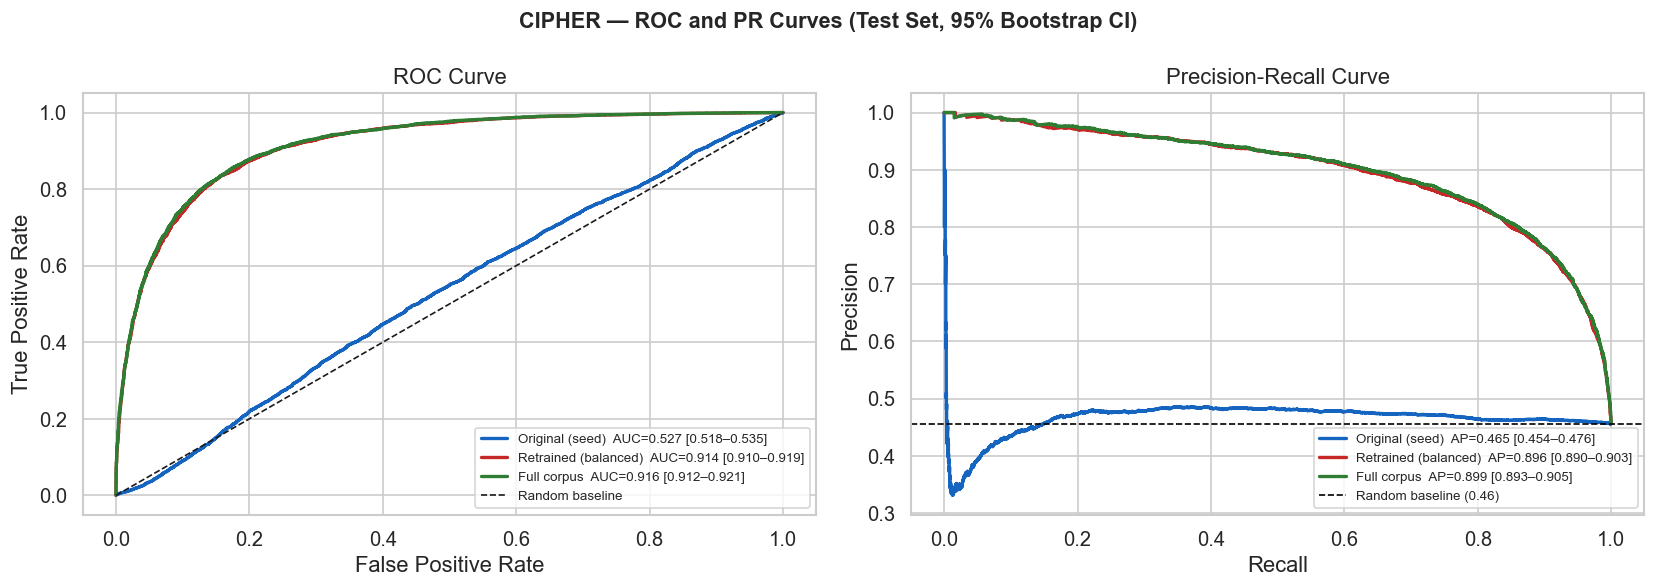 CIPHER — ROC and PR Curves (Test Set, 95% Bootstrap CI)
ROC Curve
True Positive Rate
1.0
0.8
0.6
0.4
0.2
0.0
Original (seed) AUC=0.527 [0.518–0.535]
Retrained (balanced) AUC=0.914 [0.910–0.919]
Full corpus AUC=0.916 [0.912–0.921]
Random baseline
0.0 0.2 0.4 0.6 0.8 1.0
False Positive Rate
Precision-Recall Curve
Precision
1.0
0.9
0.8
0.7
0.6
0.5
0.4
0.3
Original (seed) AP=0.465 [0.454–0.476]
Retrained (balanced) AP=0.896 [0.890–0.903]
Full corpus AP=0.899 [0.893–0.905]
Random baseline (0.46)
0.0 0.2 0.4 0.6 0.8 1.0
Recall